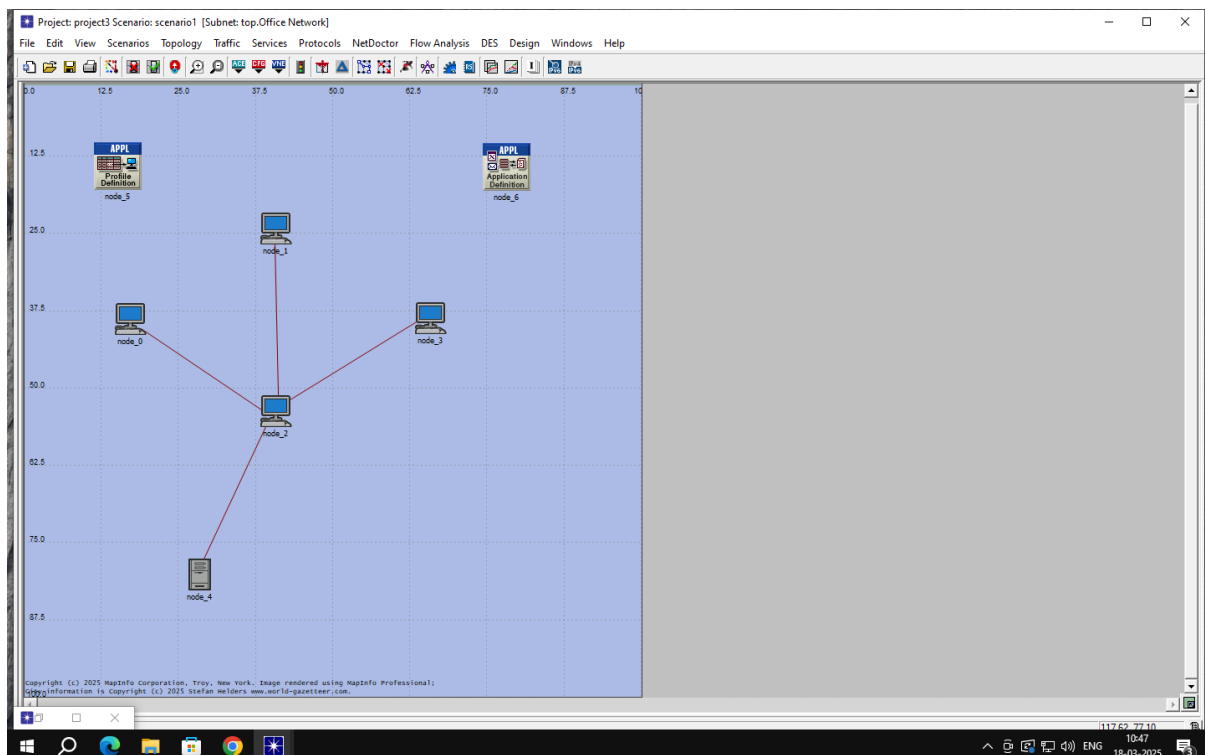 Project: project3 Scenario: scenario1 [Subnet: top.Office Network]
File Edit View Scenarios Topology Traffic Services Protocols NetDoctor Flow Analysis DES Design Windows Help
0.0 12.5 25.0 37.5 50.0 62.5 75.0 87.5 10
12.5
APPL
Profile
Definition
node_5
APPL
Application
Definition
node_6
25.0
node_1
37.5
node_0
node_3
50.0
node_2
62.5
75.0
node_4
87.5
Copyright (c) 2025 MapInfo Corporation, Troy, New York. Image rendered using MapInfo Professional;
information is Copyright (c) 2025 Stefan Helders www.world-gazetteer.com.
117.62, 77.10
ENG
10:47
18-03-2025
3